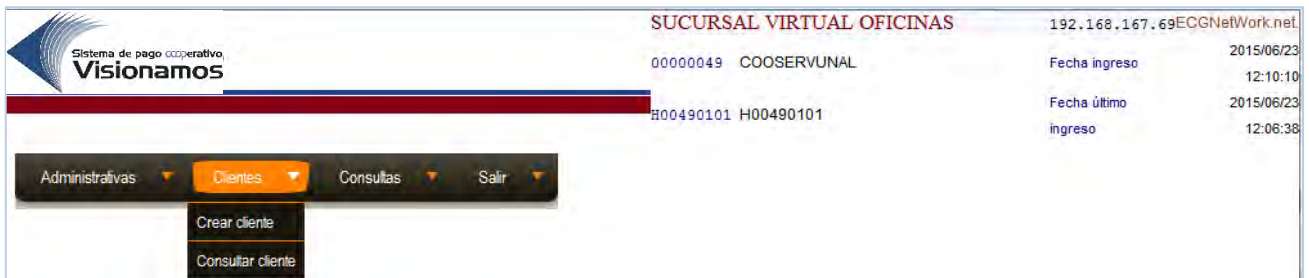 Sistema de pago cooperativo
Visionamos
SUCURSAL VIRTUAL OFICINAS
192.168.167.69ECGNetWork.net.
00000049 COOSERVUNAL
Fecha ingreso
2015/06/23
12:10:10
H00490101 H00490101
Fecha último
ingreso
2015/06/23
12:06:38
Administrativas
Clientes
Consultas
Salir
Crear cliente
Consultar cliente